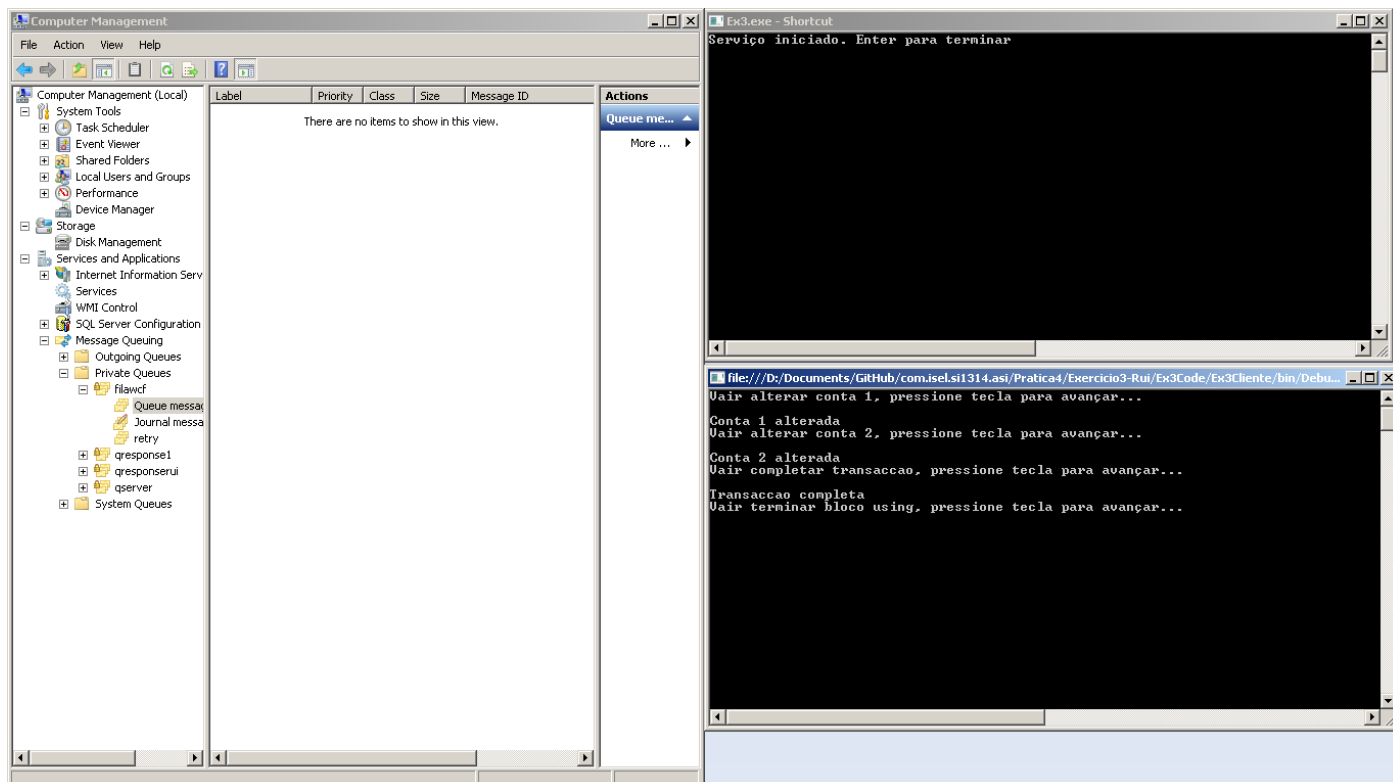 Computer Management
File Action View Help
Computer Management (Local)
System Tools
Task Scheduler
Event Viewer
Shared Folders
Local Users and Groups
Performance
Device Manager
Storage
Disk Management
Services and Applications
Internet Information Serv
Services
WMI Control
SQL Server Configuration
Message Queuing
Outgoing Queues
Private Queues
filawcf
Queue messag
Journal messa
retry
qresponse1
qresponserui
qserver
System Queues
Label Priority Class Size Message ID
There are no items to show in this view.
Actions
Queue me...
More ...
Ex3.exe - Shortcut
Serviço iniciado. Enter para terminar
file:///D:/Documents/GitHub/com.isel.si1314.asi/Pratica4/Exercicio3-Rui/Ex3Code/Ex3Cliente/bin/Debu...
Vair alterar conta 1, pressione tecla para avançar...
Conta 1 alterada
Vair alterar conta 2, pressione tecla para avançar...
Conta 2 alterada
Vair completar transaccao, pressione tecla para avançar...
Transaccao completa
Vair terminar bloco using, pressione tecla para avançar...